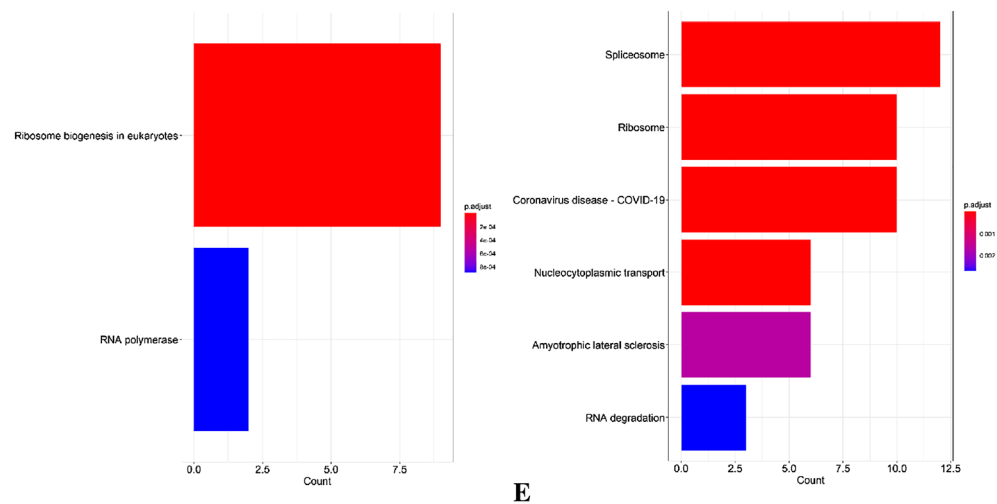 Ribosome biogenesis in eukaryotes
RNA polymerase
0.0 2.5 5.0 7.5
Count
p.adjust
2e-04
4e-04
6e-04
8e-04
Spliceosome
Ribosome
Coronavirus disease - COVID-19
Nucleocytoplasmic transport
Amyotrophic lateral sclerosis
RNA degradation
0.0 2.5 5.0 7.5 10.0 12.5
Count
p.adjust
0.001
0.002
E